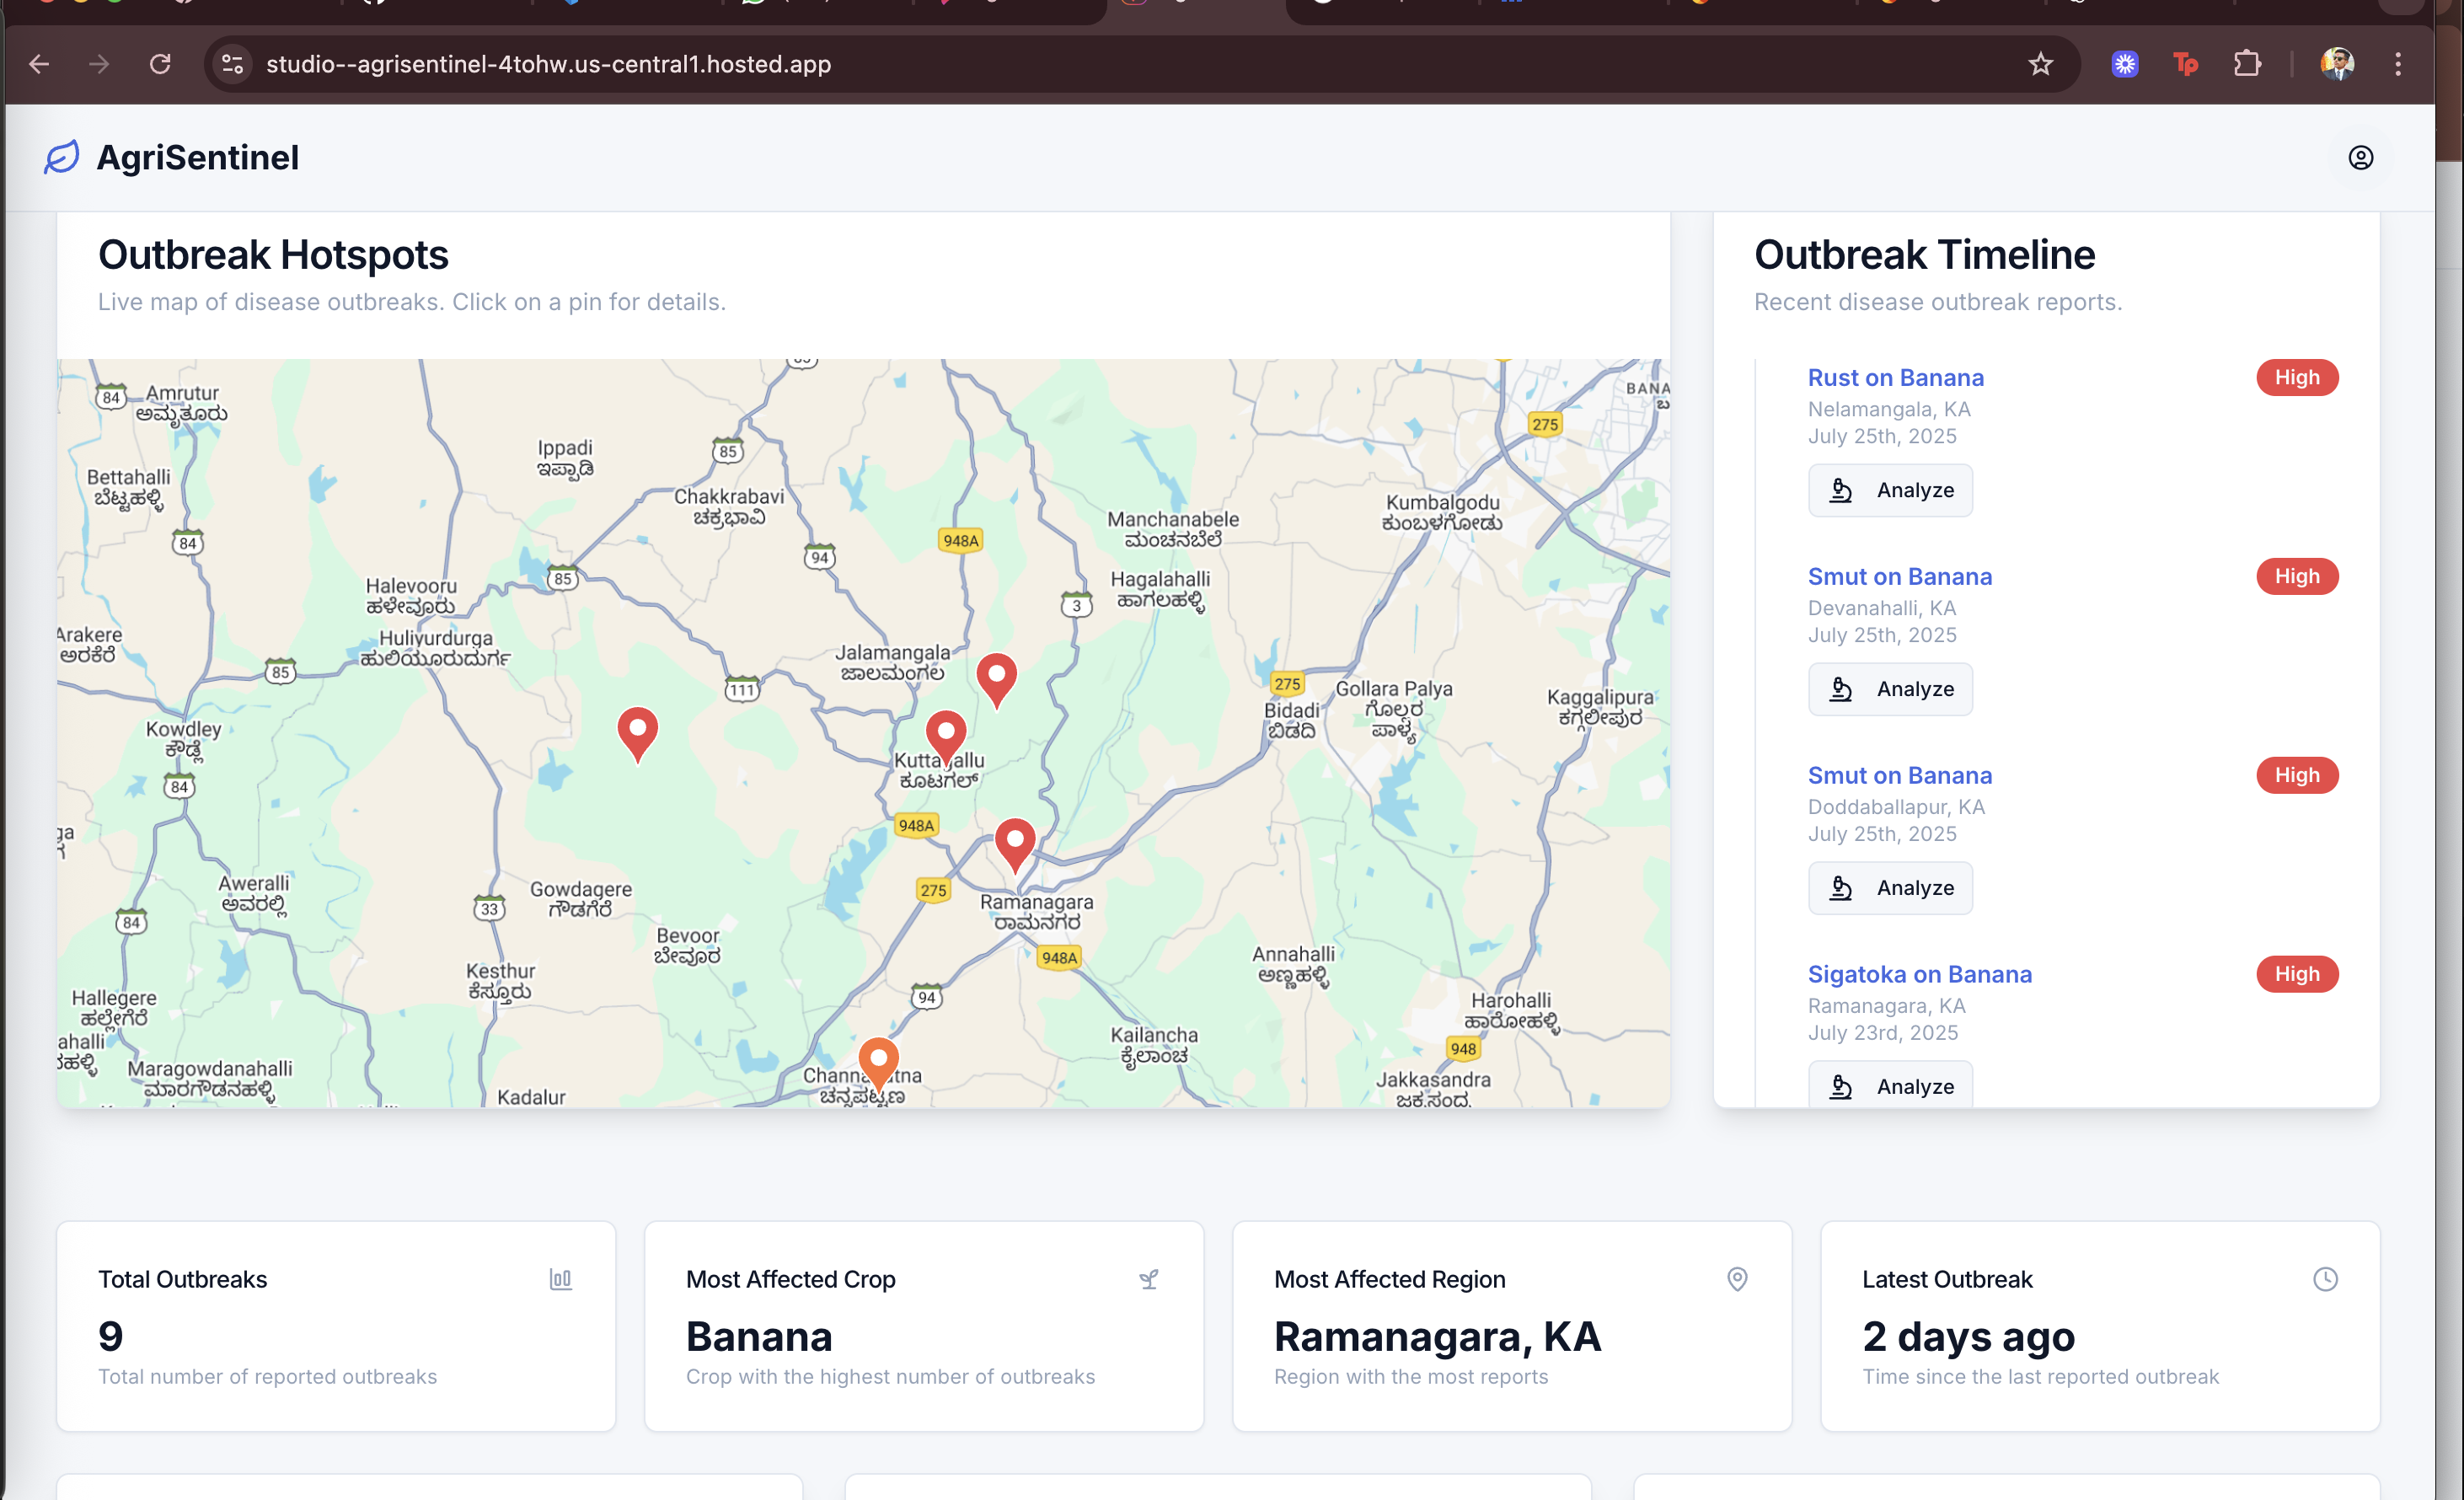 studio--agrisentinel-4tohw.us-central1.hosted.app
Tp
AgriSentinel
Outbreak Hotspots
Live map of disease outbreaks. Click on a pin for details.
84
Amrutur
ಅಮೃತೂರು
Ippadi
ಇಪ್ಪಾಡಿ
85
275
BANA
Bettahalli
ಬೆಟ್ಟಹಳ್ಳಿ
Chakkrabavi
ಚಕ್ರಭಾವಿ
Kumbalgodu
ಕುಂಬಳಗೋಡು
84
948A
94
Manchanabele
ಮಂಚನಬೆಲೆ
85
Halevooru
ಹಳೇವೂರು
Hagalahalli
ಹಾಗಲಹಳ್ಳಿ
3
Arakere
ಅರಕೆರೆ
Huliyurdurga
ಹುಲಿಯೂರುದುರ್ಗ
85
Jalamangala
ಜಾಲಮಂಗಲ
111
275
Gollara Palya
ಗೊಲ್ಲರ
ಪಾಳ್ಯ
Kaggalipura
ಕಗ್ಗಲೀಪುರ
Bidadi
ಬಿಡದಿ
Kowdley
ಕೌಡ್ಲೆ
84
ಕೂಟಗಲ್
948A
275
Aweralli
ಅವರಲ್ಲಿ
Gowdagere
ಗೌಡಗೆರೆ
33
Ramanagara
ರಾಮನಗರ
84
Bevoor
ಬೇವೂರ
948A
Annahalli
ಅಣ್ಣಹಳ್ಳಿ
Kesthur
ಕೆಸ್ತೂರು
94
Hallegere
ಹಲ್ಲೇಗೆರೆ
Harohalli
ಹಾರೋಹಳ್ಳಿ
ahalli
Kailancha
ಕೈಲಾಂಚ
948
Maragowdanahalli
ಮಾರಗೌಡನಹಳ್ಳಿ
Jakkasandra
ಜಕ್ಕಸಂದ್ರ
Kadalur
Outbreak Timeline
Recent disease outbreak reports.
Rust on Banana
High
Nelamangala, KA
July 25th, 2025
Analyze
Smut on Banana
High
Devanahalli, KA
July 25th, 2025
Analyze
Smut on Banana
High
Doddaballapur, KA
July 25th, 2025
Analyze
Sigatoka on Banana
High
Ramanagara, KA
July 23rd, 2025
Analyze
Total Outbreaks
9
Total number of reported outbreaks
Most Affected Crop
Banana
Crop with the highest number of outbreaks
Most Affected Region
Ramanagara, KA
Region with the most reports
Latest Outbreak
2 days ago
Time since the last reported outbreak